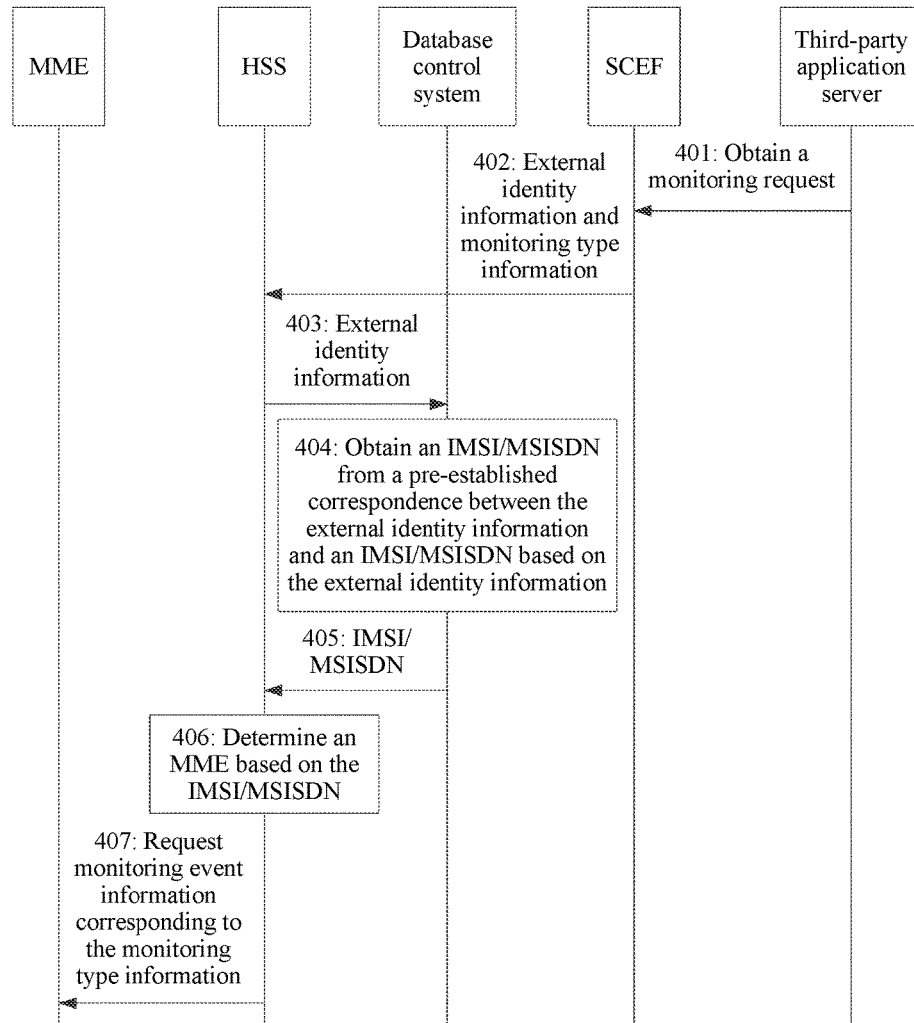 MME
HSS
Database
control
system
SCEF
Third-party
application
server
401: Obtain a
monitoring request
402: External
identity
information and
monitoring type
information
403: External
identity
information
404: Obtain an IMSI/MSISDN
from a pre-established
correspondence between the
external identity information
and an IMSI/MSISDN based on
the external identity information
405: IMSI/
MSISDN
406: Determine an
MME based on the
IMSI/MSISDN
407: Request
monitoring event
information
corresponding to
the monitoring
type information